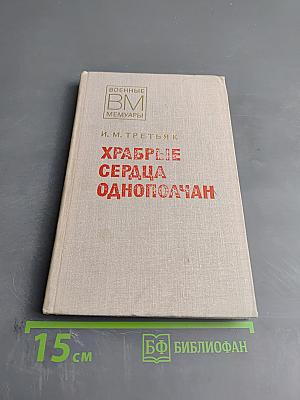 ВОЕННЫЕ
ВМ
МЕМУАРЫ
И. М. ТРЕТЬЯК
ХРАБРЫЕ
СЕРДЦА
ОДНОПОЛЧАН
15 см
БФ БИБЛИОФАН